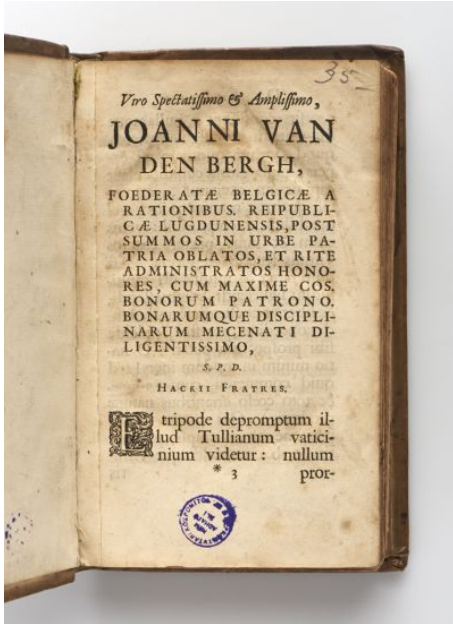 35
Viro Spectatissimo & Amplissimo,
JOANNI VAN
DEN BERGH,
FOEDERATÆ BELGICÆ A
RATIONIBUS. REIPUBLI-
CÆ LUGDUNENSIS, POST
SUMMOS IN URBE PA-
TRIA OBLATOS, ET RITE
ADMINISTRATOS HONO-
RES, CUM MAXIME COS.
BONORUM PATRONO.
BONARUMQUE DISCIPLI-
NARUM MECENATI DI-
LIGENTISSIMO,
S. P. D.
HACKII FRATRES.
E tripode depromptum il-
lud Tullianum vatici-
nium videtur: nullum
* 3 pror-